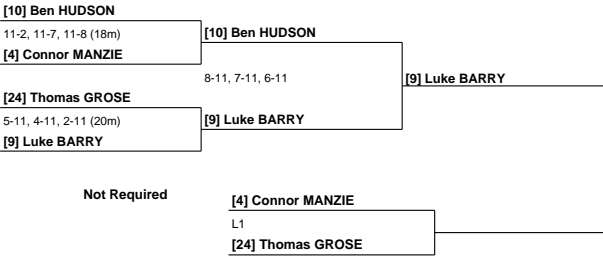 [10] Ben HUDSON
11-2, 11-7, 11-8 (18m)
[4] Connor MANZIE
[10] Ben HUDSON
8-11, 7-11, 6-11
[9] Luke BARRY
[24] Thomas GROSE
5-11, 4-11, 2-11 (20m)
[9] Luke BARRY
[9] Luke BARRY
Not Required
[4] Connor MANZIE
L1
[24] Thomas GROSE